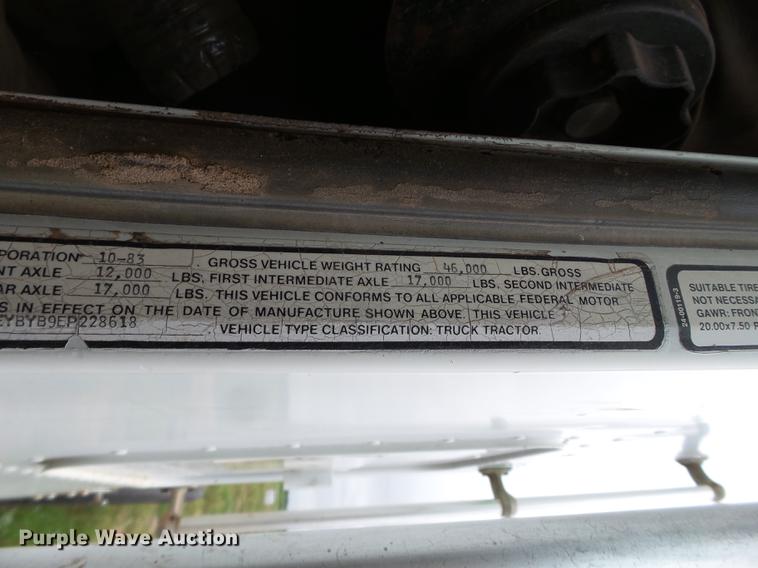 PORATION 10-83 GROSS VEHICLE WEIGHT RATING 46,000 LBS. GROSS
NT AXLE 12,000 LBS. FIRST INTERMEDIATE AXLE 17,000 LBS. SECOND INTERMEDIATE
AR AXLE 17,000 LBS. THIS VEHICLE CONFORMS TO ALL APPLICABLE FEDERAL MOTOR
S IN EFFECT ON THE DATE OF MANUFACTURE SHOWN ABOVE. THIS VEHICLE
YBYB9EP228618 VEHICLE TYPE CLASSIFICATION: TRUCK TRACTOR
24-00119-3
SUITABLE TIRE
NOT NECESSA
GAWR: FRON
20.00x7.50 F
Purple Wave Auction